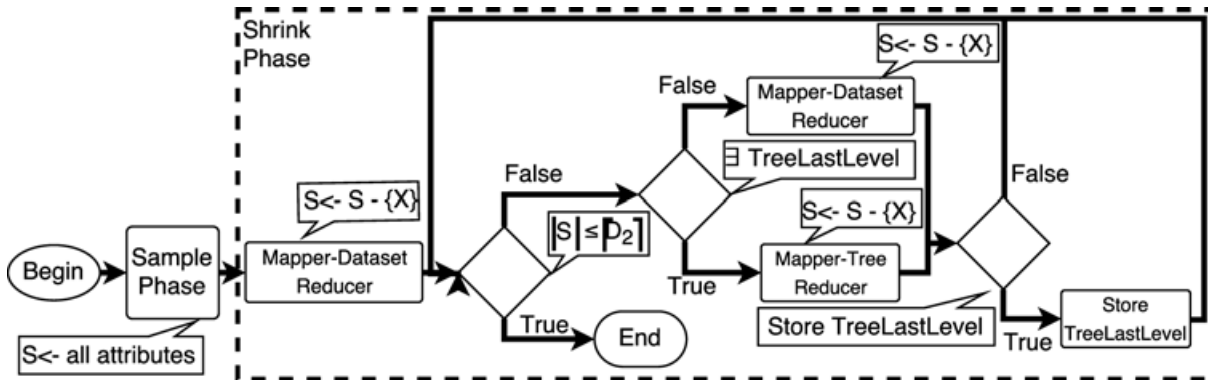 Shrink
Phase
S<- S - {X}
False
Mapper-Dataset
Reducer
∃ TreeLastLevel
False
False
S<- S - {X}
S<- S - {X}
|S| ≤ |D₂|
Begin
Sample
Phase
Mapper-Dataset
Reducer
Mapper-Tree
Reducer
True
True
End
Store TreeLastLevel
True
Store
TreeLastLevel
S<- all attributes